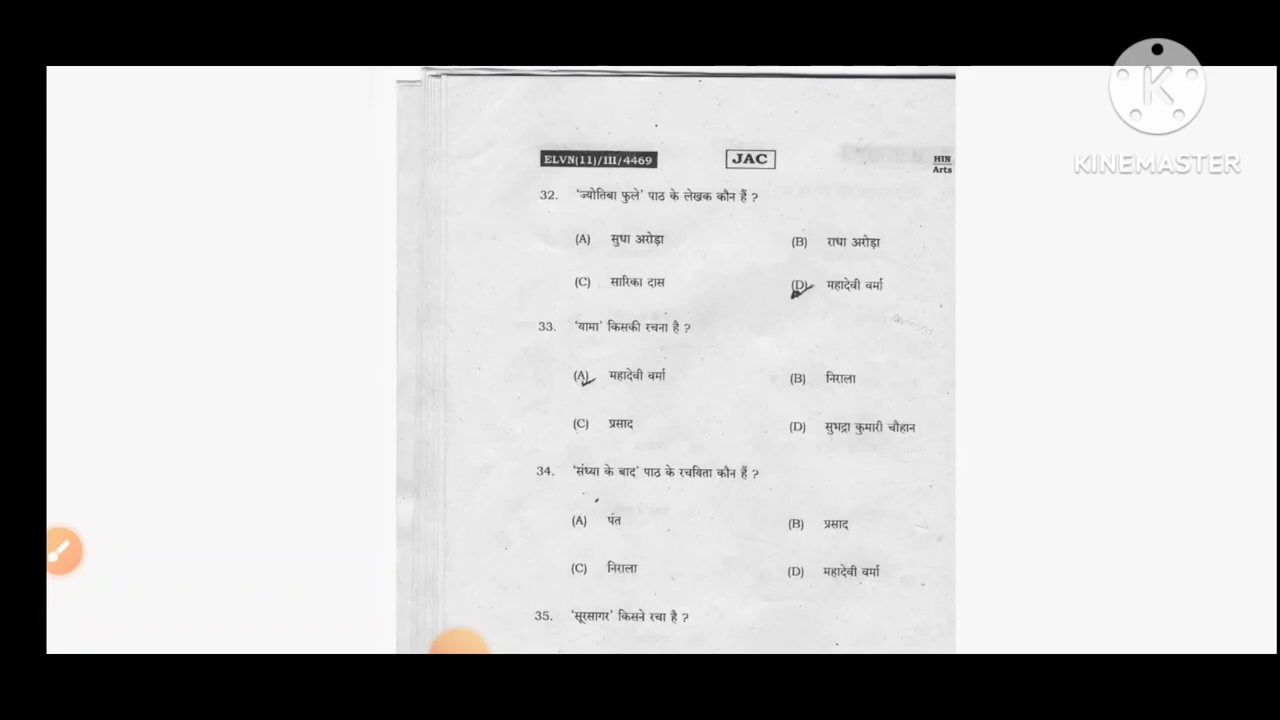 KINEMASTER
ELVN(11)/III/4469 JAC HIN
Arts
32. 'ज्योतिबा फुले' पाठ के लेखक कौन हैं ?
(A) सुधा अरोड़ा (B) राधा अरोड़ा
(C) सारिका दास (D) महादेवी वर्मा
33. 'यामा' किसकी रचना है ?
(A) महादेवी वर्मा (B) निराला
(C) प्रसाद (D) सुभद्रा कुमारी चौहान
34. 'संध्या के बाद' पाठ के रचयिता कौन हैं ?
(A) पंत (B) प्रसाद
(C) निराला (D) महादेवी वर्मा
35. 'सूरसागर' किसने रचा है ?